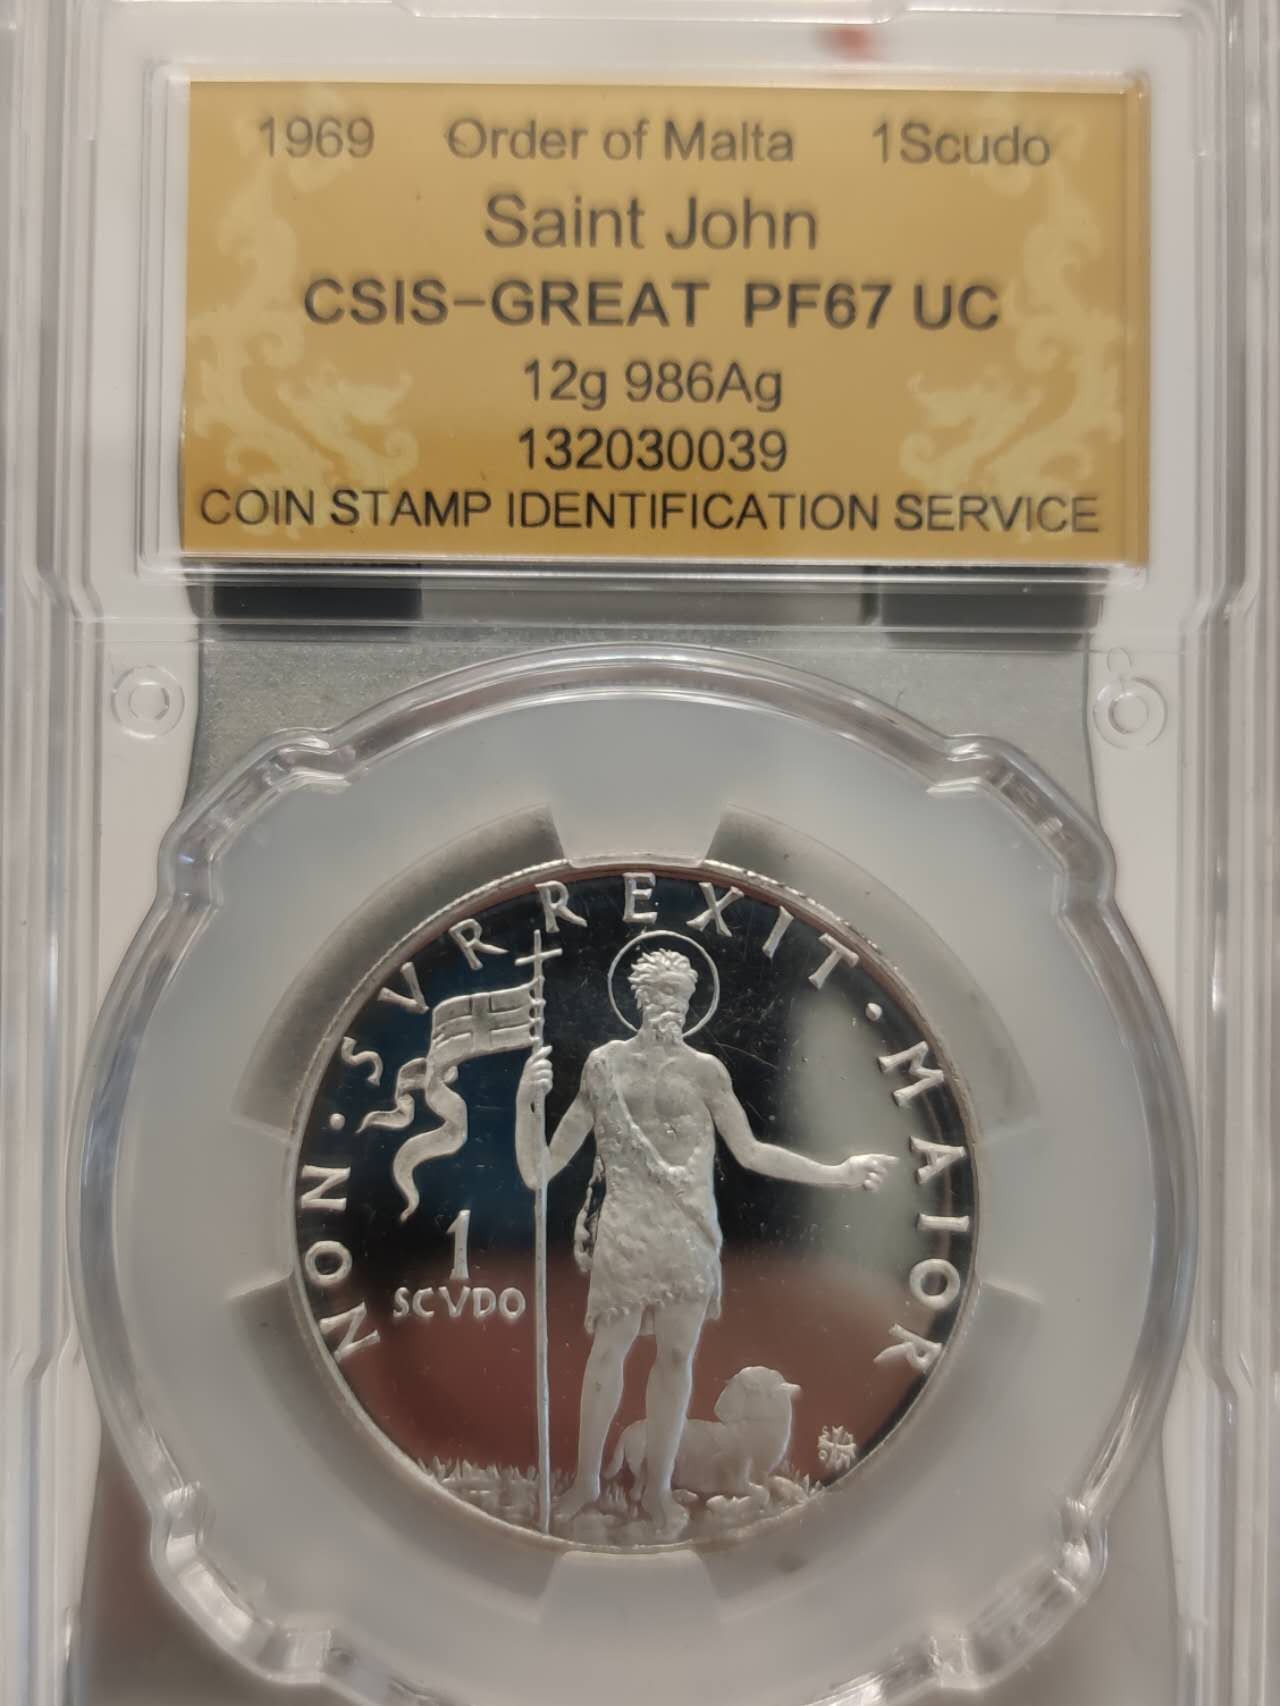 1969 Order of Malta 1Scudo
Saint John
CSIS-GREAT PF67 UC
12g 986Ag
132030039
COIN STAMP IDENTIFICATION SERVICE
NON · SVRREXIT · MAIOR
1
SCVDO